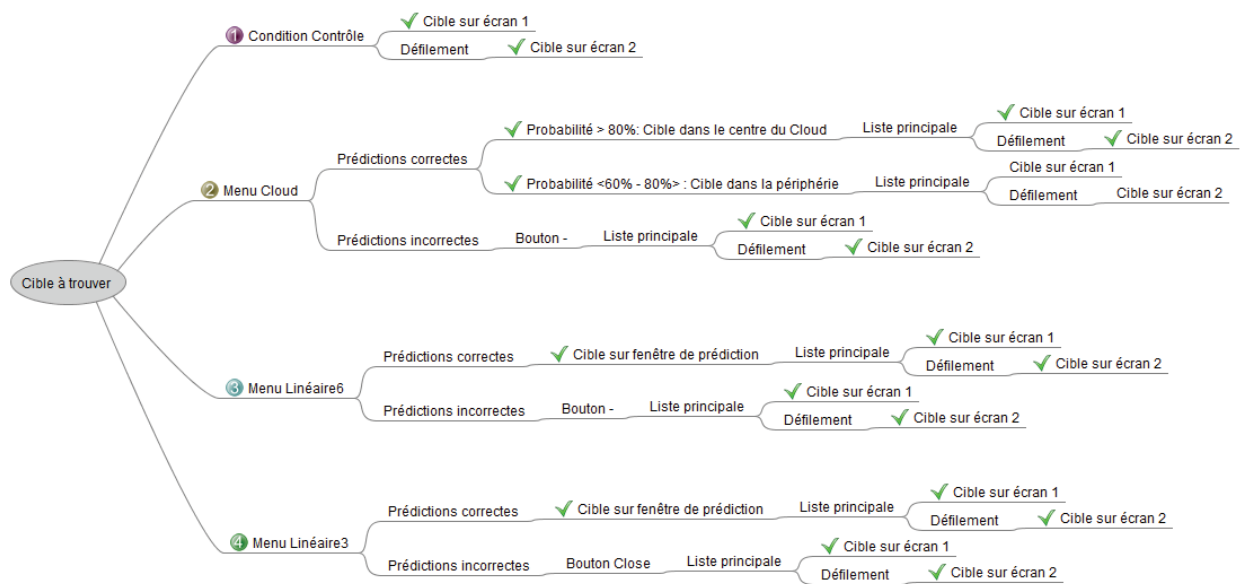 Cible à trouver
1 Condition Contrôle
Cible sur écran 1
Défilement
Cible sur écran 2
2 Menu Cloud
Prédictions correctes
Probabilité > 80%: Cible dans le centre du Cloud
Liste principale
Cible sur écran 1
Défilement
Cible sur écran 2
Probabilité <60% - 80%> : Cible dans la périphérie
Liste principale
Cible sur écran 1
Défilement
Cible sur écran 2
Prédictions incorrectes
Bouton -
Liste principale
Cible sur écran 1
Défilement
Cible sur écran 2
3 Menu Linéaire6
Prédictions correctes
Cible sur fenêtre de prédiction
Liste principale
Cible sur écran 1
Défilement
Cible sur écran 2
Prédictions incorrectes
Bouton -
Liste principale
Cible sur écran 1
Défilement
Cible sur écran 2
4 Menu Linéaire3
Prédictions correctes
Cible sur fenêtre de prédiction
Liste principale
Cible sur écran 1
Défilement
Cible sur écran 2
Prédictions incorrectes
Bouton Close
Liste principale
Cible sur écran 1
Défilement
Cible sur écran 2